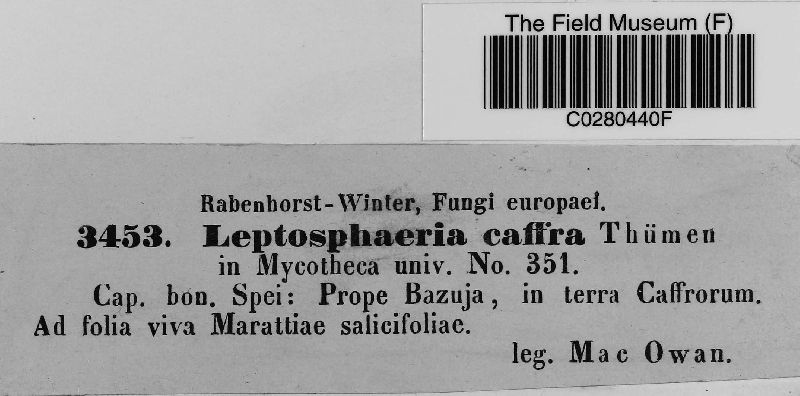 The Field Museum (F)
C0280440F
Rabenhorst-Winter, Fungi europaei.
3453. Leptosphaeria caffra Thümen
in Mycotheca univ. No. 351.
Cap. bon. Spei: Prope Bazuja, in terra Caffrorum.
Ad folia viva Marattiae salicifoliae.
leg. Mac Owan.